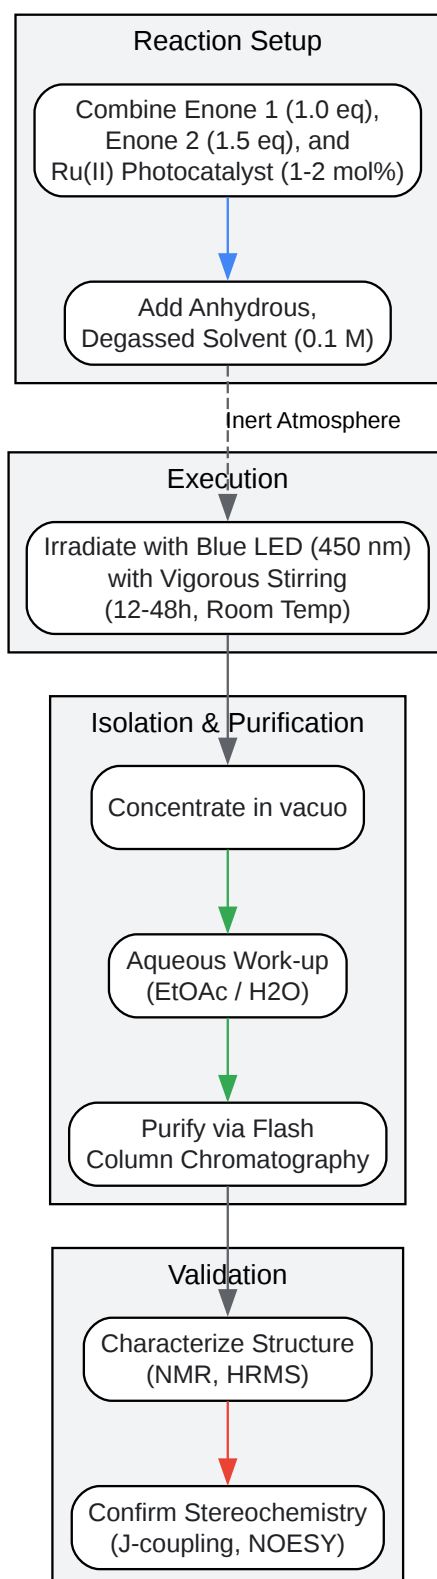 Reaction Setup
Combine Enone 1 (1.0 eq),
Enone 2 (1.5 eq), and
Ru(II) Photocatalyst (1-2 mol%)
Add Anhydrous,
Degassed Solvent (0.1 M)
Inert Atmosphere
Execution
Irradiate with Blue LED (450 nm)
with Vigorous Stirring
(12-48h, Room Temp)
Isolation & Purification
Concentrate in vacuo
Aqueous Work-up
(EtOAc / H2O)
Purify via Flash
Column Chromatography
Validation
Characterize Structure
(NMR, HRMS)
Confirm Stereochemistry
(J-coupling, NOESY)